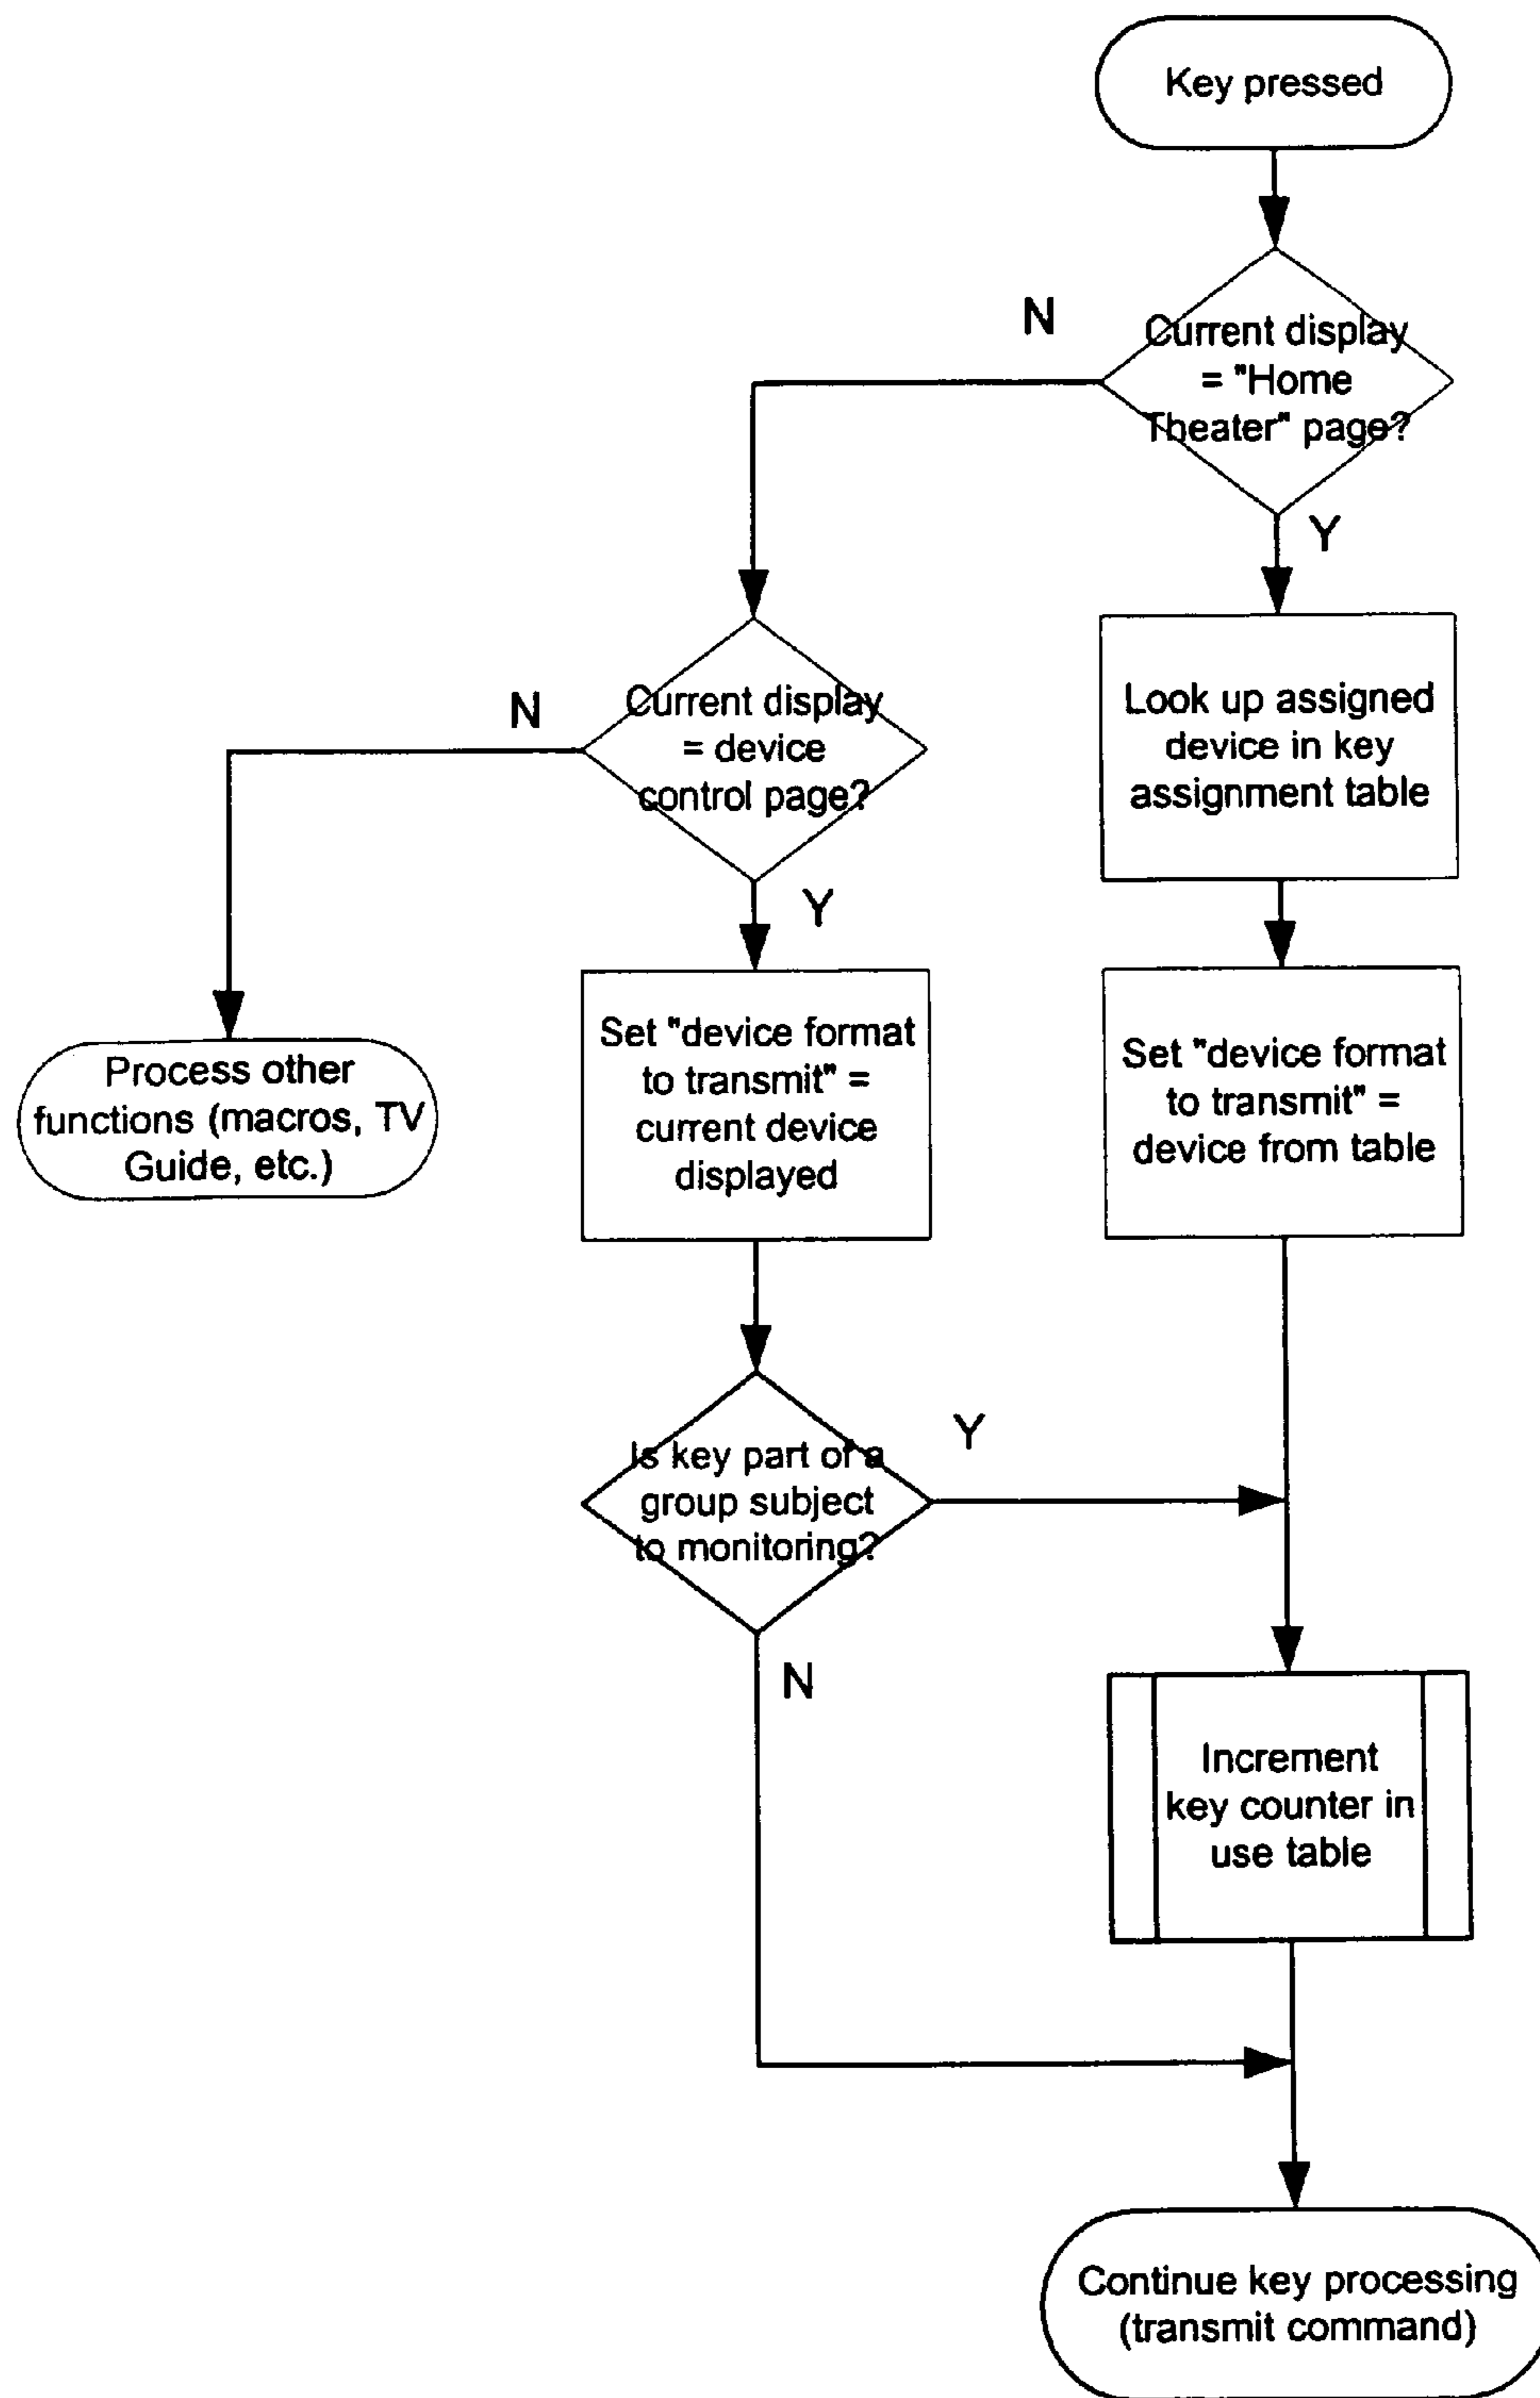 Key pressed
N
Current display
= "Home
Theater" page?
Y
N
Current display
= device
control page?
Look up assigned
device in key
assignment table
Y
Process other
functions (macros, TV
Guide, etc.)
Set "device format
to transmit" =
current device
displayed
Set "device format
to transmit" =
device from table
Is key part of a
group subject
to monitoring?
Y
N
Increment
key counter in
use table
Continue key processing
(transmit command)